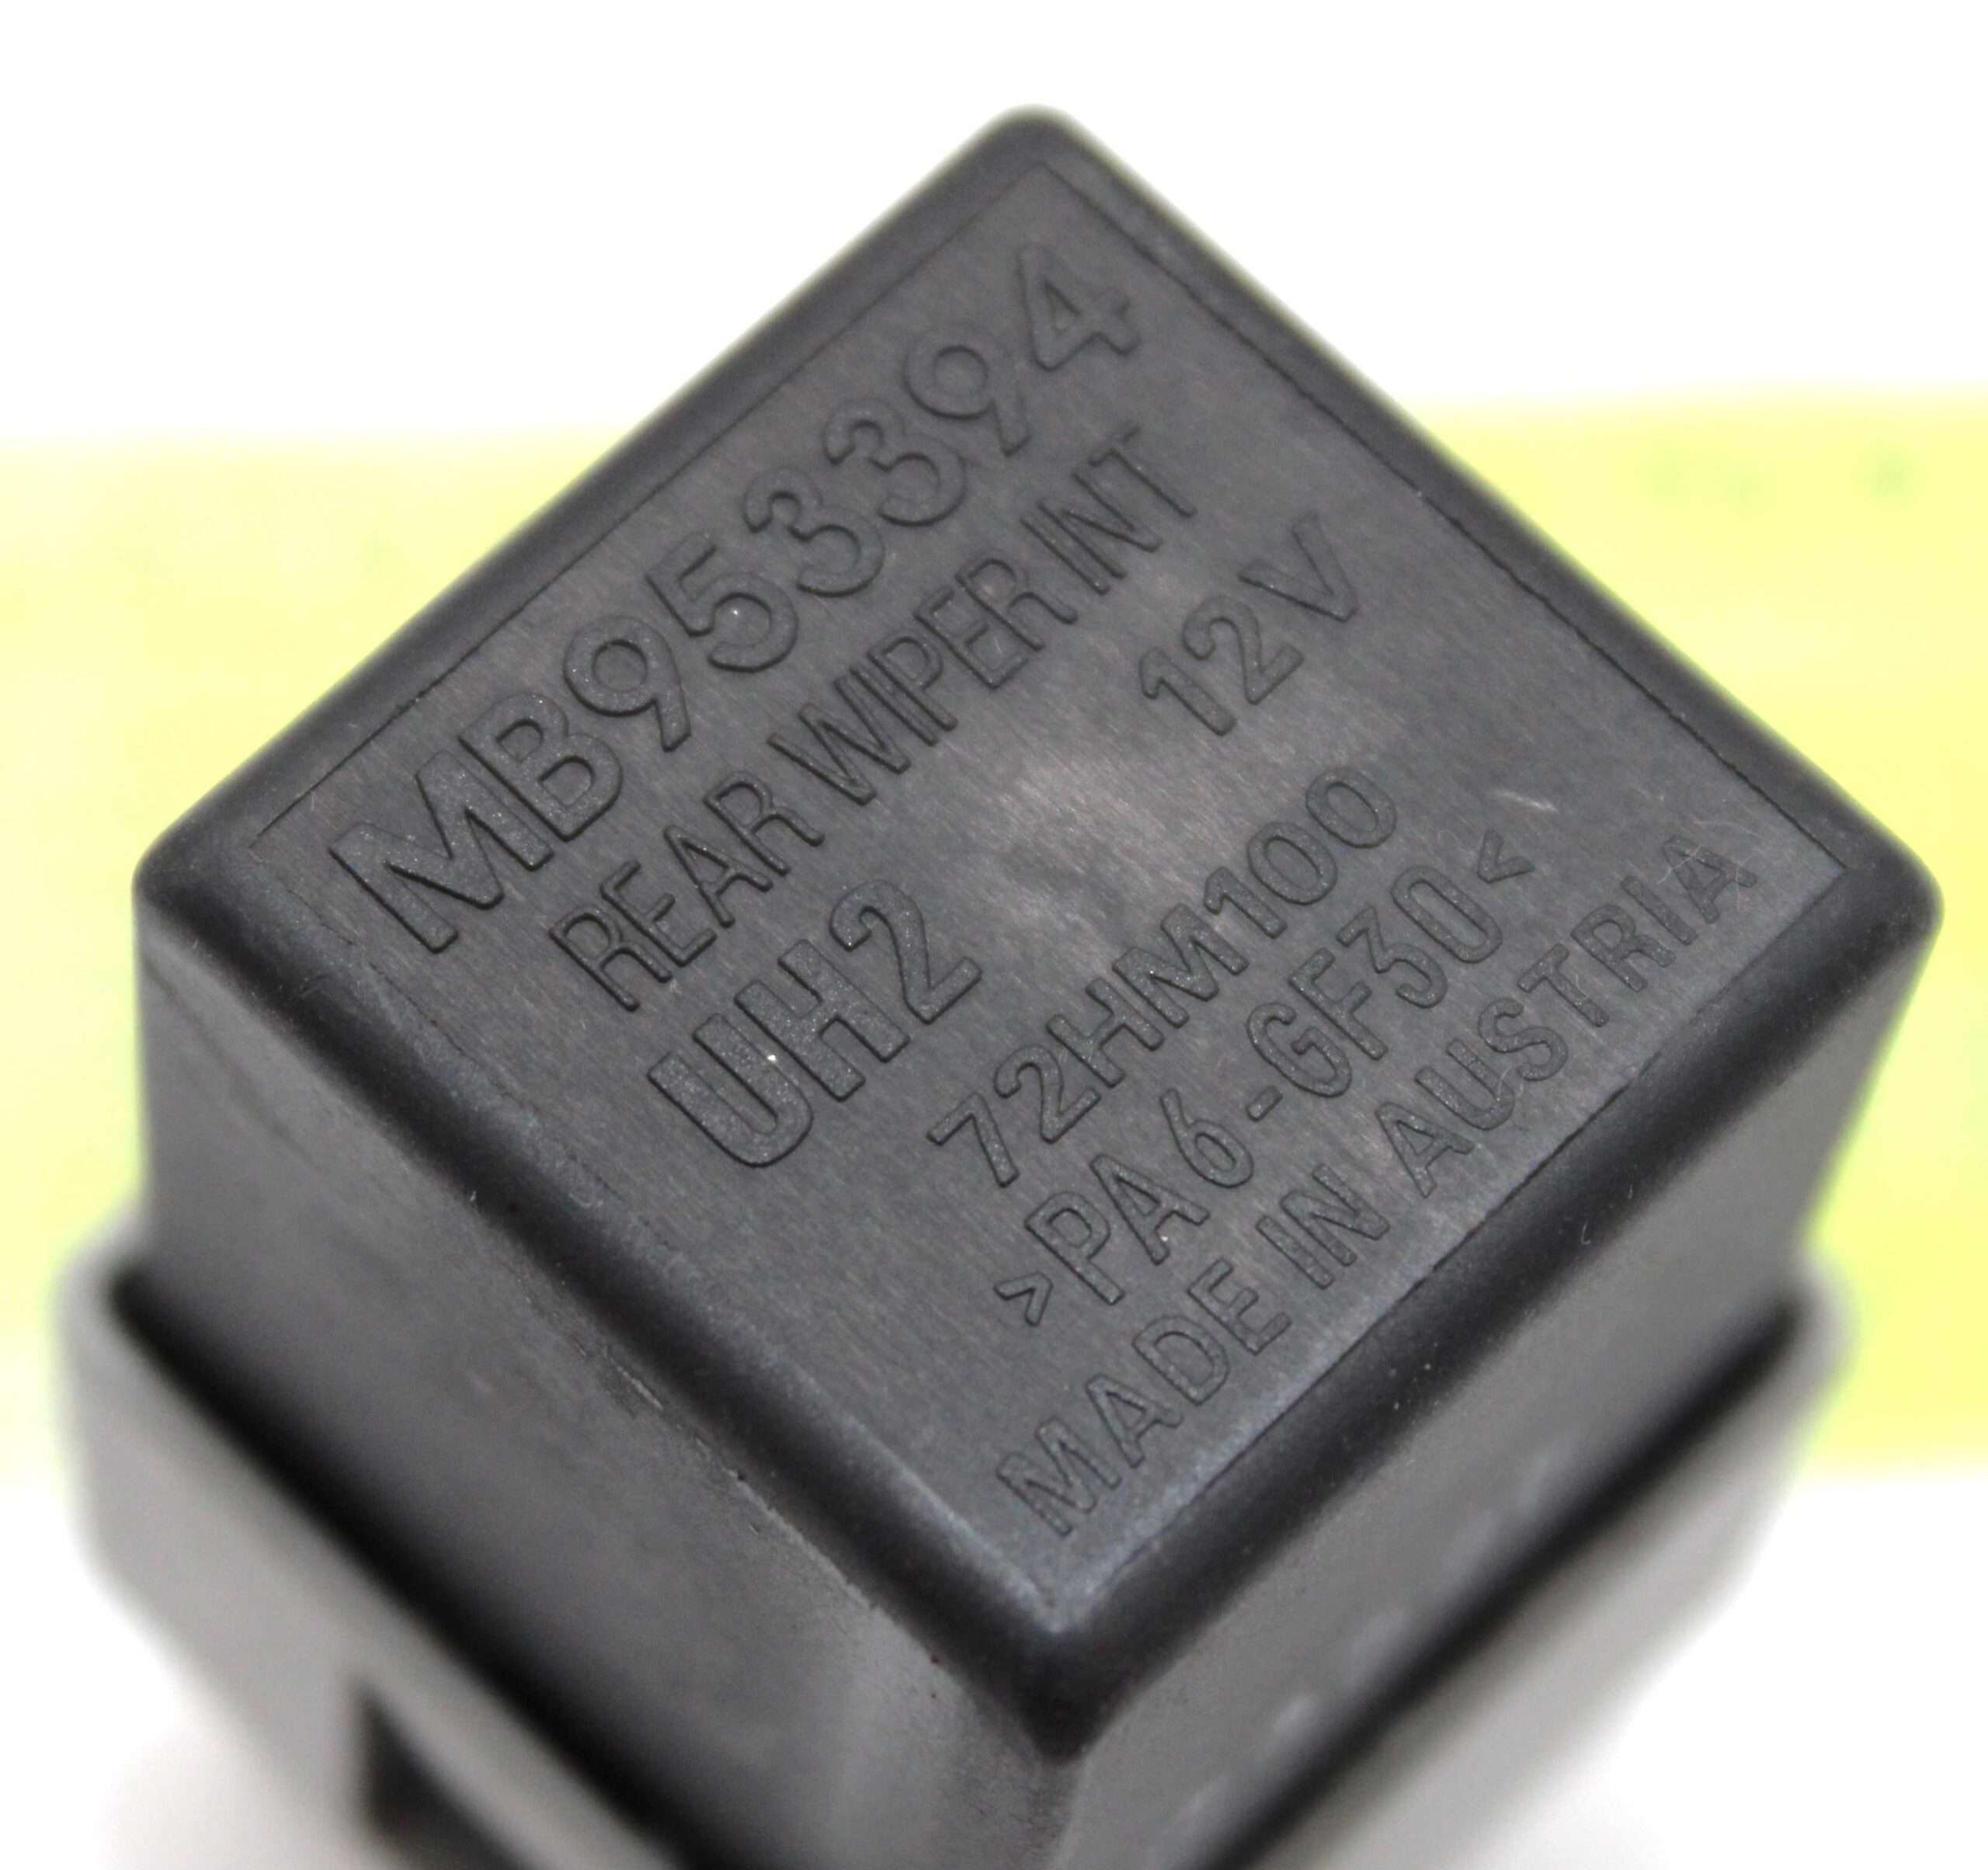 MB953394
REAR WIPER INT
UH2 12V
72HM100
>PA6-GF30<
MADE IN AUSTRIA